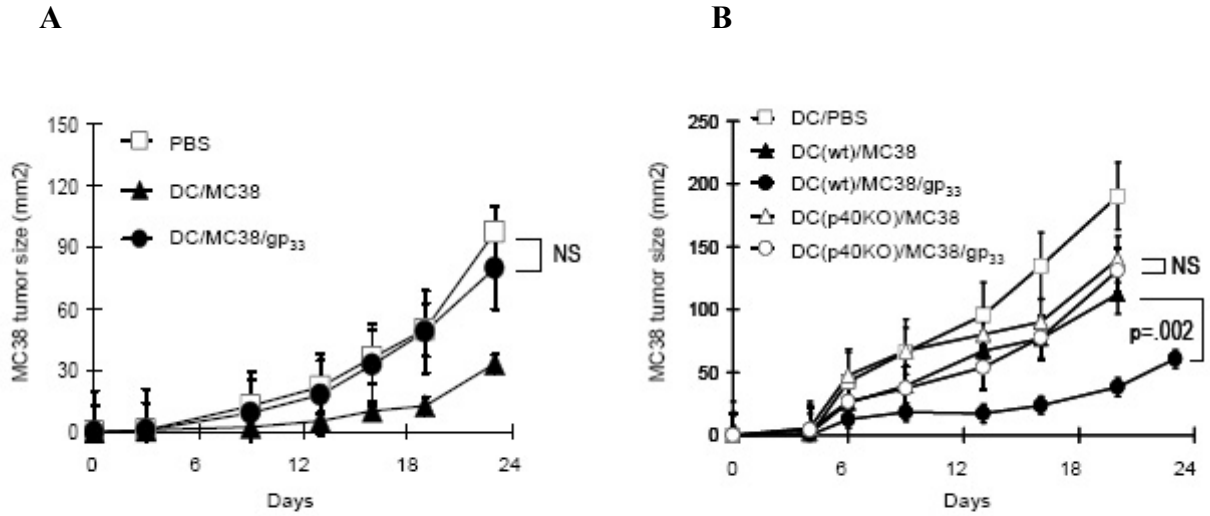 A
B
150
120
90
60
30
0
MC38 tumor size (mm2)
PBS
DC/MC38
DC/MC38/gp33
NS
0
6
12
18
24
Days
250
200
150
100
50
0
MC38 tumor size (mm2)
DC/PBS
DC(wt)/MC38
DC(wt)/MC38/gp33
DC(p40KO)/MC38
DC(p40KO)/MC38/gp33
NS
p=.002
0
6
12
18
24
Days